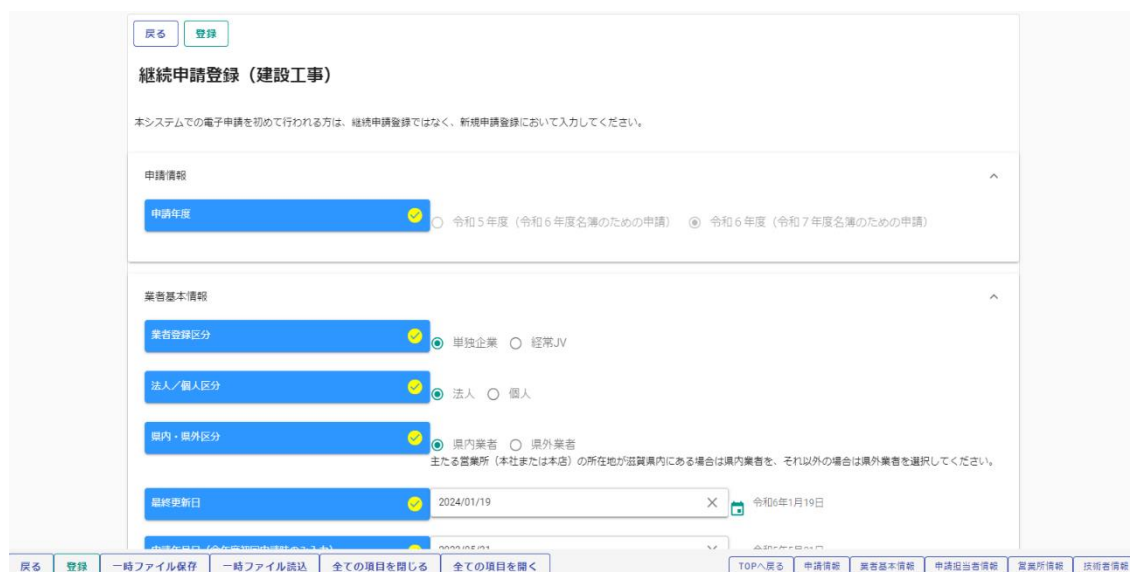 戻る 登録
継続申請登録（建設工事）
本システムでの電子申請を初めて行われる方は、継続申請登録ではなく、新規申請登録において入力してください。
申請情報
申請年度 令和５年度（令和６年度名簿のための申請） 令和６年度（令和７年度名簿のための申請）
業者基本情報
業者登録区分 単独企業 経常JV
法人／個人区分 法人 個人
県内・県外区分 県内業者 県外業者
主たる営業所（本社または本店）の所在地が滋賀県内にある場合は県内業者を、それ以外の場合は県外業者を選択してください。
最終更新日 2024/01/19 令和6年1月19日
戻る 登録 一時ファイル保存 一時ファイル読込 全ての項目を閉じる 全ての項目を開く TOPへ戻る 申請情報 業者基本情報 申請担当者情報 営業所情報 技術者情報